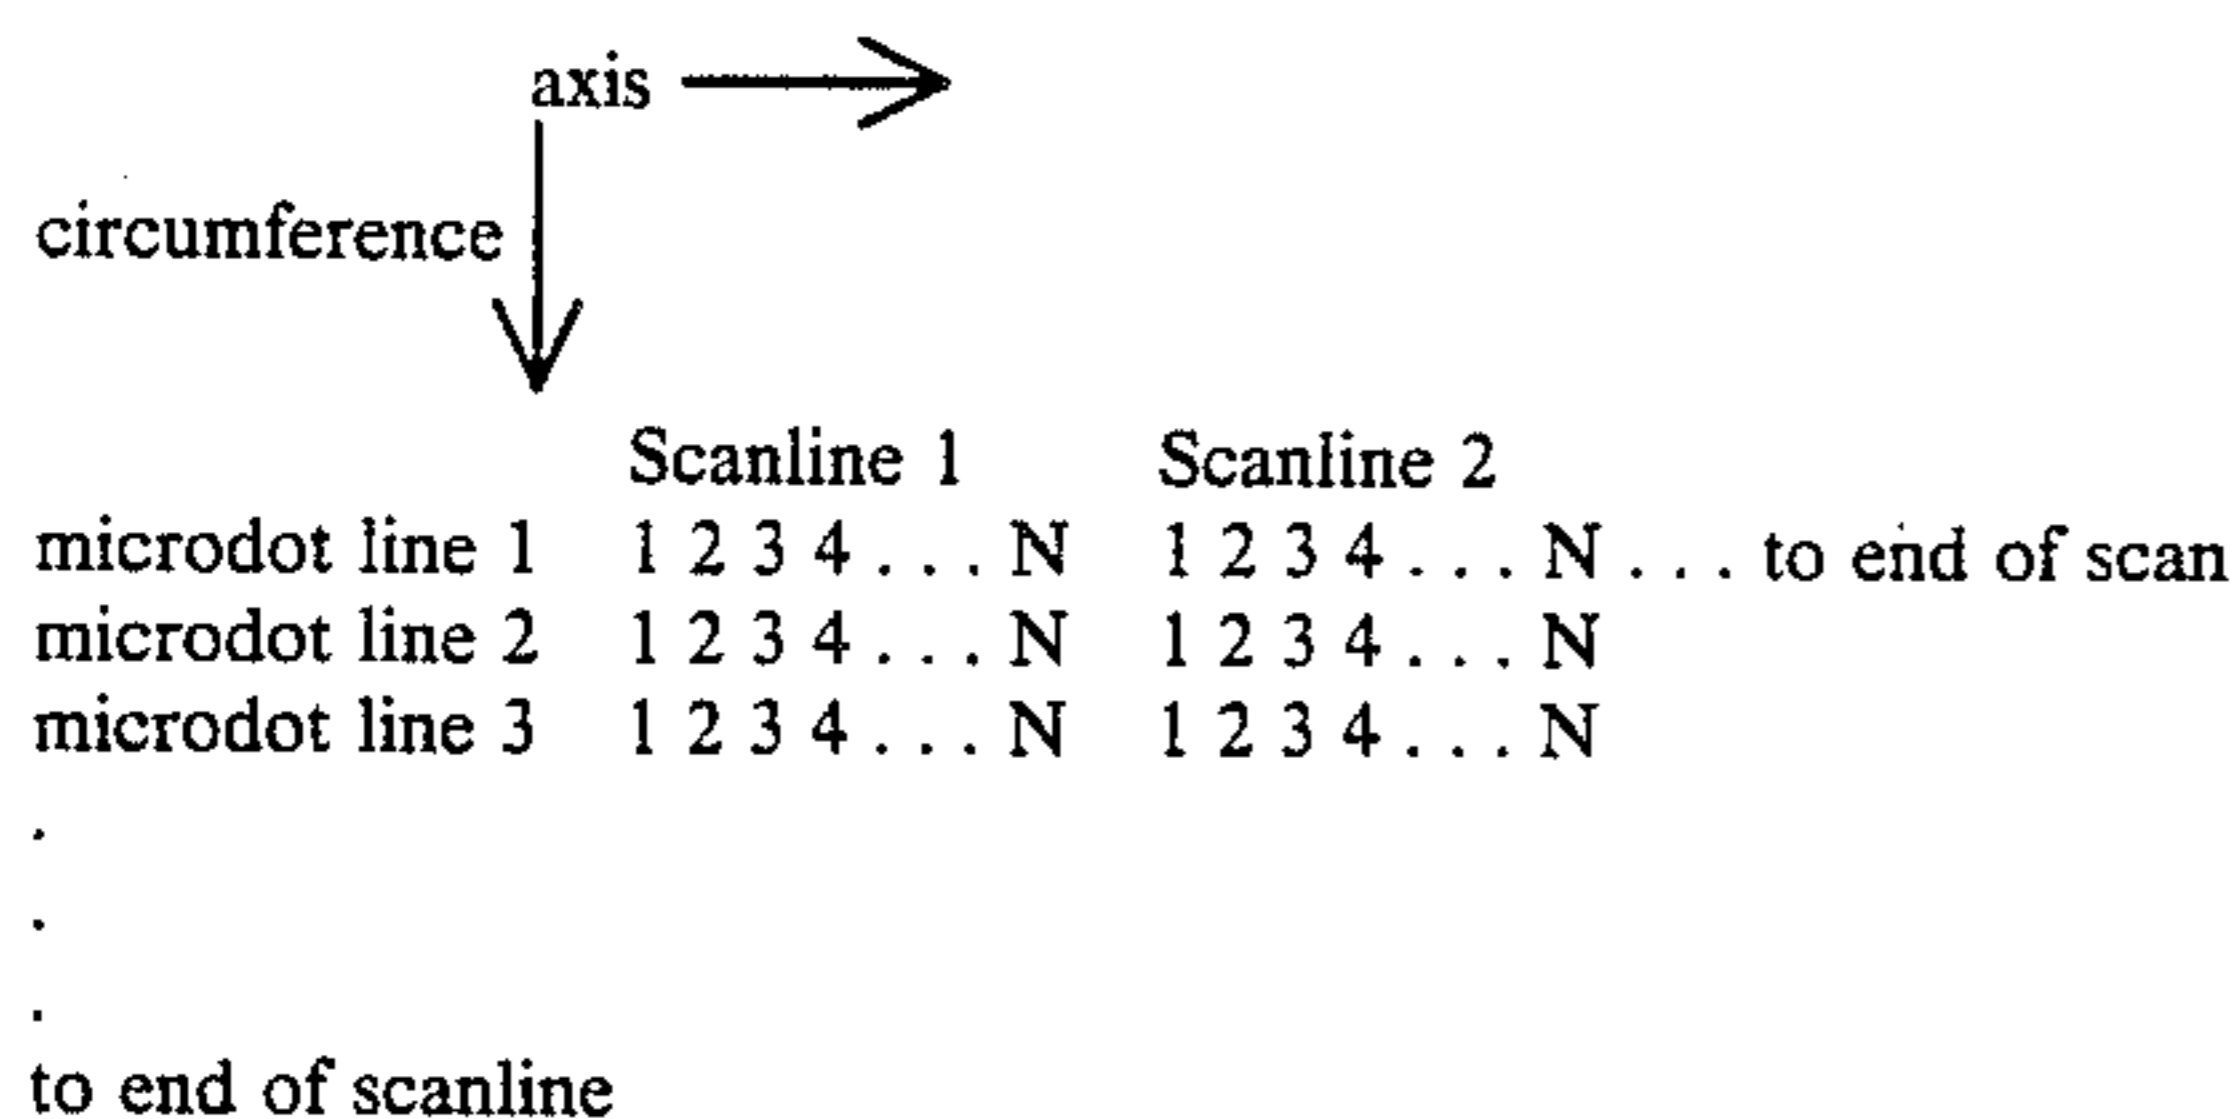 axis
circumference
Scanline 1 Scanline 2
microdot line 1 1 2 3 4 . . . N 1 2 3 4 . . . N . . . to end of scan
microdot line 2 1 2 3 4 . . . N 1 2 3 4 . . . N
microdot line 3 1 2 3 4 . . . N 1 2 3 4 . . . N
.
.
.
to end of scanline